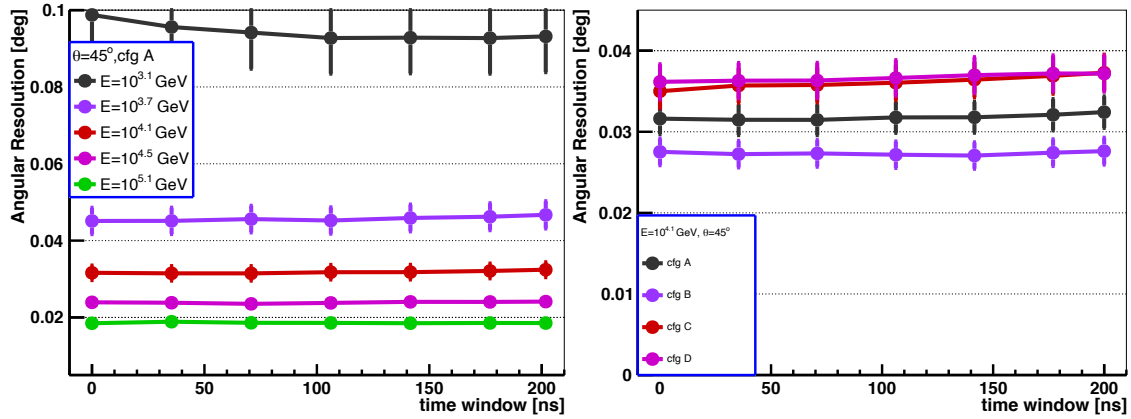 Angular Resolution [deg]
0.1
0.08
0.06
0.04
0.02
θ=45°,cfg A
E=10^3.1 GeV
E=10^3.7 GeV
E=10^4.1 GeV
E=10^4.5 GeV
E=10^5.1 GeV
0 50 100 150 200
time window [ns]
Angular Resolution [deg]
0.04
0.03
0.02
0.01
0
E=10^4.1 GeV, θ=45°
cfg A
cfg B
cfg C
cfg D
0 50 100 150 200
time window [ns]